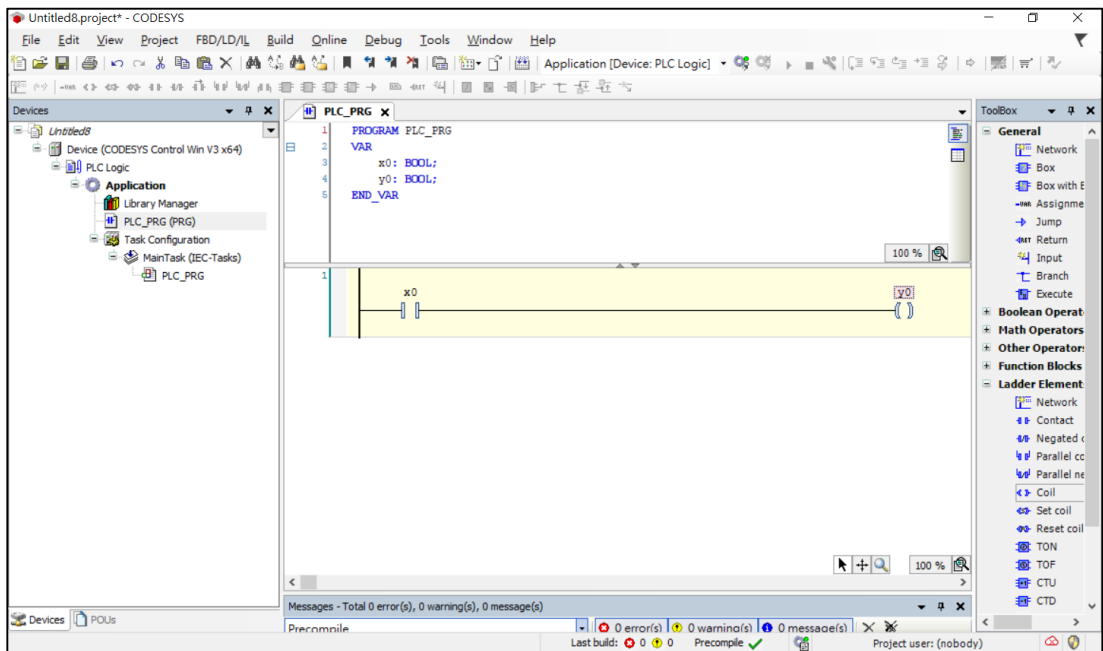 Untitled8.project* - CODESYS
File Edit View Project FBD/LD/IL Build Online Debug Tools Window Help
Application [Device: PLC Logic]
Devices
Untitled8
Device (CODESYS Control Win V3 x64)
PLC Logic
Application
Library Manager
PLC_PRG (PRG)
Task Configuration
MainTask (IEC-Tasks)
PLC_PRG
Devices POUs
PLC_PRG
1 PROGRAM PLC_PRG
2 VAR
3 x0: BOOL;
4 y0: BOOL;
5 END_VAR
100 %
1
x0 y0
100 %
Messages - Total 0 error(s), 0 warning(s), 0 message(s)
Precompile 0 error(s) 0 warning(s) 0 message(s)
ToolBox
General
Network
Box
Box with E
Assignme
Jump
Return
Input
Branch
Execute
Boolean Operat
Math Operators
Other Operator
Function Blocks
Ladder Element
Network
Contact
Negated
Parallel co
Parallel ne
Coil
Set coil
Reset coil
TON
TOF
CTU
CTD
Last build: 0 0 Precompile Project user: (nobody)